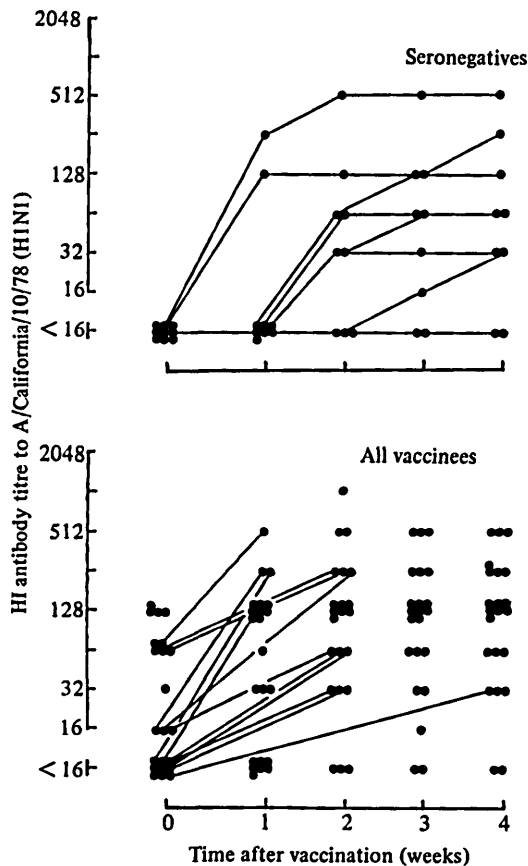 HI antibody titre to A/California/10/78 (H1N1)
2048
512
128
32
16
< 16
Seronegatives
2048
512
128
32
16
< 16
All vaccinees
0 1 2 3 4
Time after vaccination (weeks)